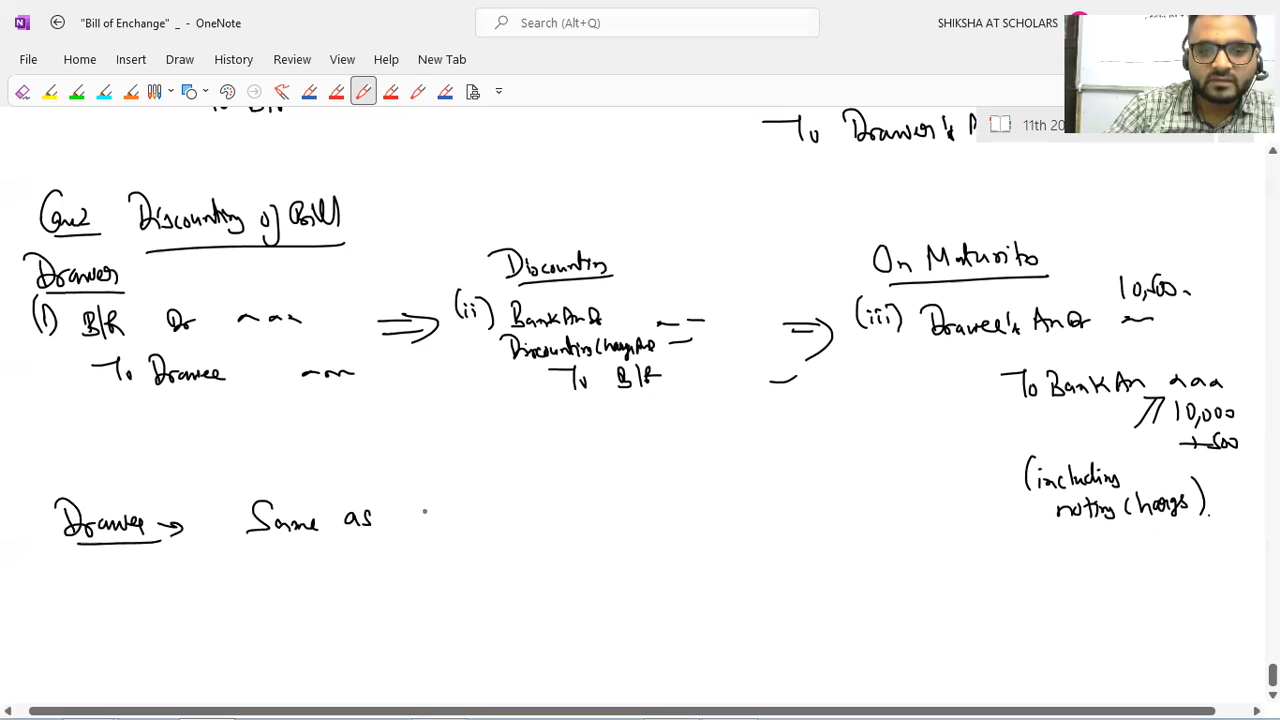 "Bill of Enchange" _ - OneNote
Search (Alt+Q)
SHIKSHA AT SCHOLARS
File Home Insert Draw History Review View Help New Tab
To Drawer's A
11th 20
Case2 Discounting of Bill
Drawer
(i) B/R Dr
To Drawee
Discounting
(ii) Bank A/c Dr
Discounting Charges A/c
To B/R
On Maturity
10,500.
(iii) Drawee's A/c Dr
To Bank A/c
10,000
+500
(including
noting charges).
Drawee → Same as